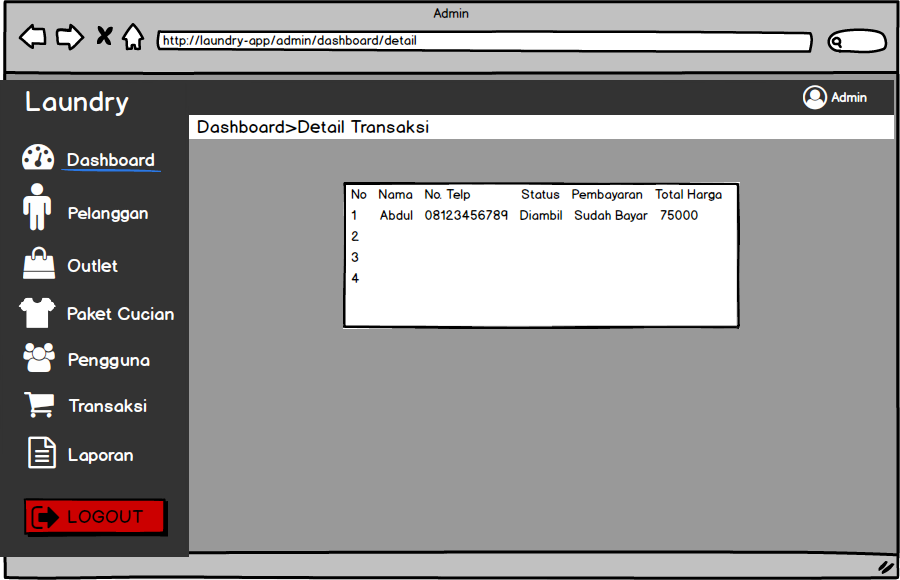 Admin
http://laundry-app/admin/dashboard/detail
Laundry
Admin
Dashboard>Detail Transaksi
Dashboard
Pelanggan
Outlet
Paket Cucian
Pengguna
Transaksi
Laporan
LOGOUT
No Nama No. Telp Status Pembayaran Total Harga
1 Abdul 08123456789 Diambil Sudah Bayar 75000
2
3
4